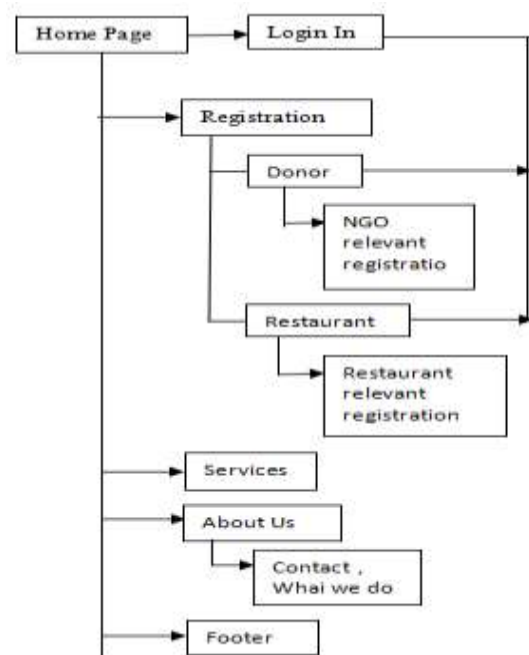 Home Page
Login In
Registration
Donor
NGO
relevant
registratio
Restaurant
Restaurant
relevant
registration
Services
About Us
Contact ,
Whai we do
Footer